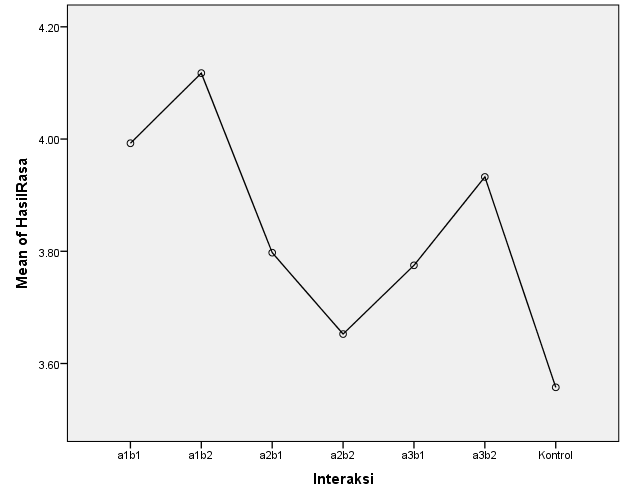 4.20
4.00
3.80
3.60
Mean of HasilRasa
a1b1 a1b2 a2b1 a2b2 a3b1 a3b2 Kontrol
Interaksi